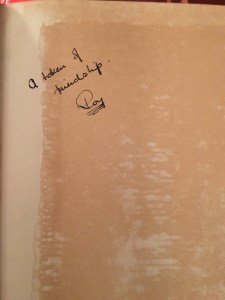 A token of
friendship.
Roy